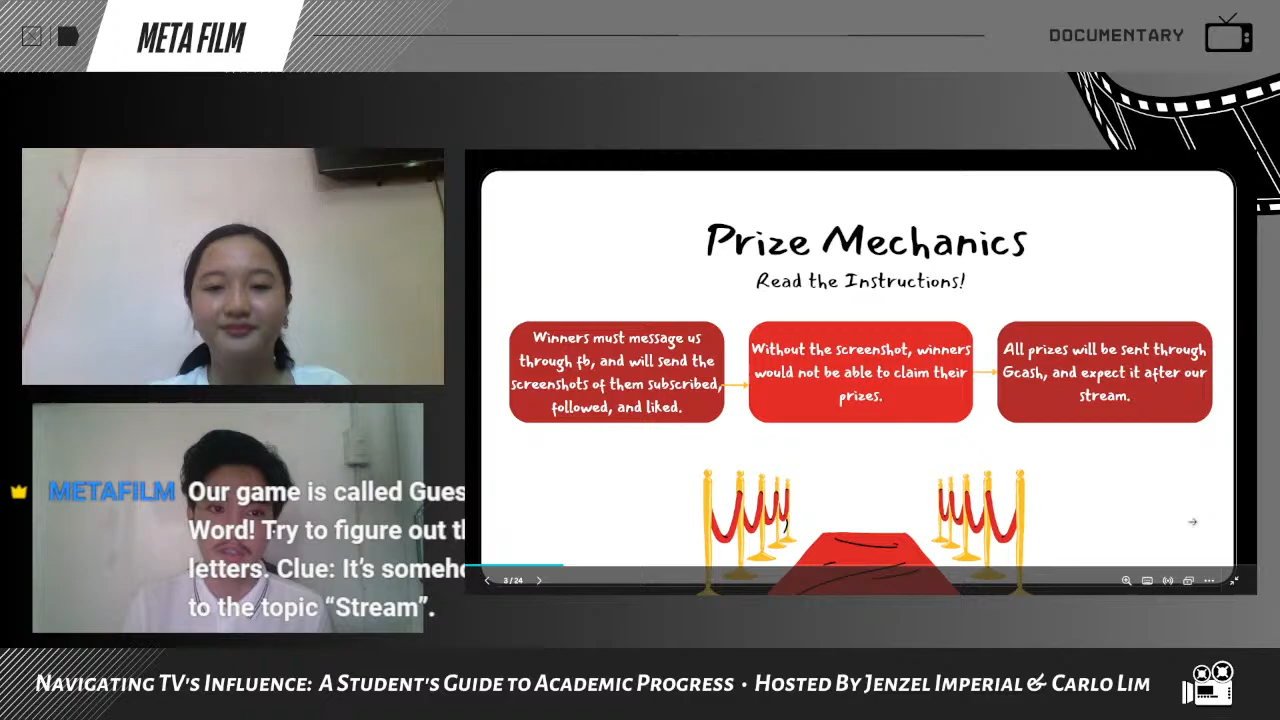 META FILM
DOCUMENTARY
Prize Mechanics
Read the Instructions!
Winners must message us
through fb, and will send the
screenshots of them subscribed,
followed, and liked.
Without the screenshot, winners
would not be able to claim their
prizes.
All prizes will be sent through
Gcash, and expect it after our
stream.
METAFILM Our game is called Gues
Word! Try to figure out th
letters. Clue: It's someho
to the topic “Stream”.
3 / 24
NAVIGATING TV'S INFLUENCE: A STUDENT'S GUIDE TO ACADEMIC PROGRESS • HOSTED BY JENZEL IMPERIAL & CARLO LIM